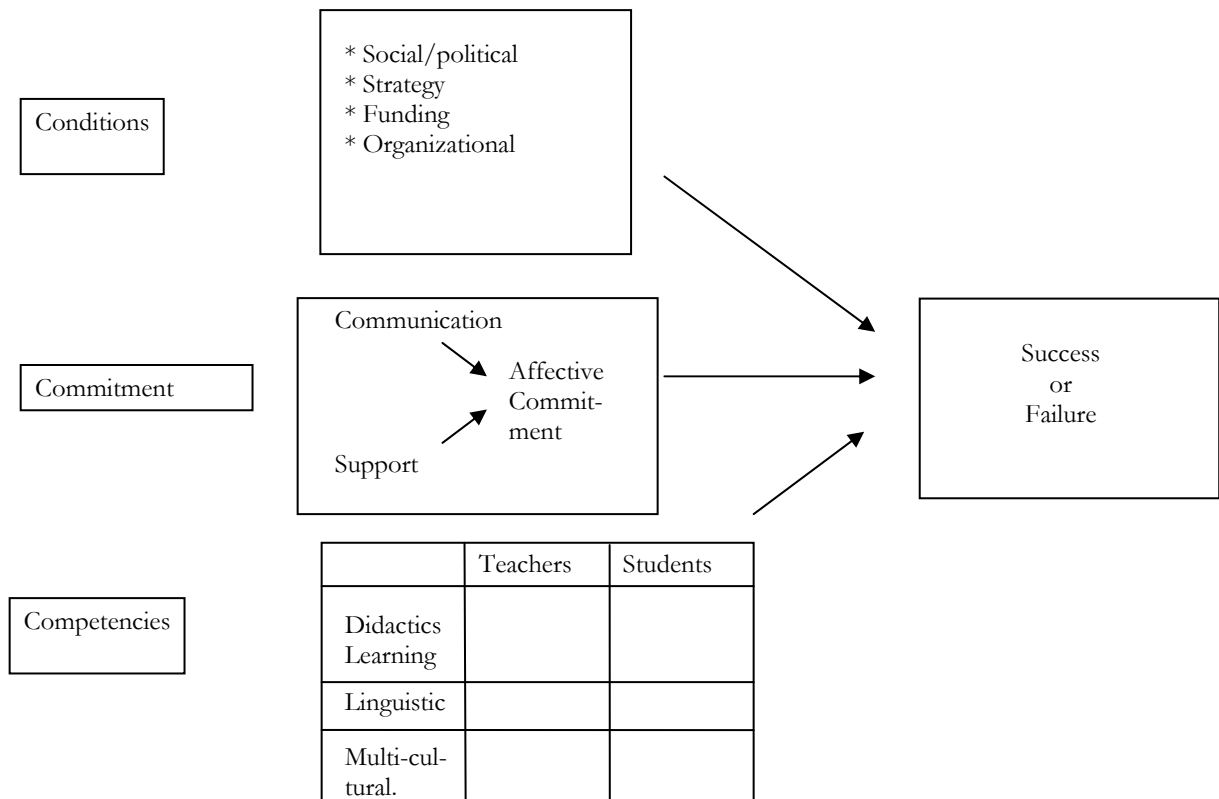 Conditions
* Social/political
* Strategy
* Funding
* Organizational
Commitment
Communication
Affective
Commit-
ment
Support
Success
or
Failure
Competencies
Teachers Students
Didactics
Learning
Linguistic
Multi-cul-
tural.